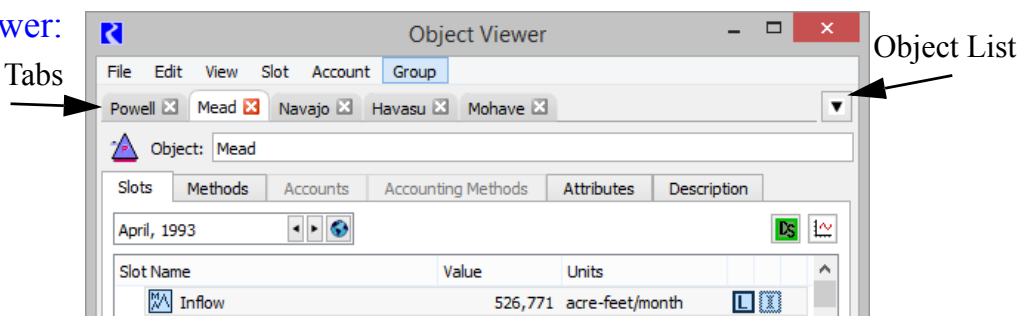 wer:
Object Viewer
Object List
Tabs
File Edit View Slot Account Group
Powell Mead Navajo Havasu Mohave
Object: Mead
Slots Methods Accounts Accounting Methods Attributes Description
April, 1993
DS
Slot Name Value Units
Inflow 526,771 acre-feet/month L